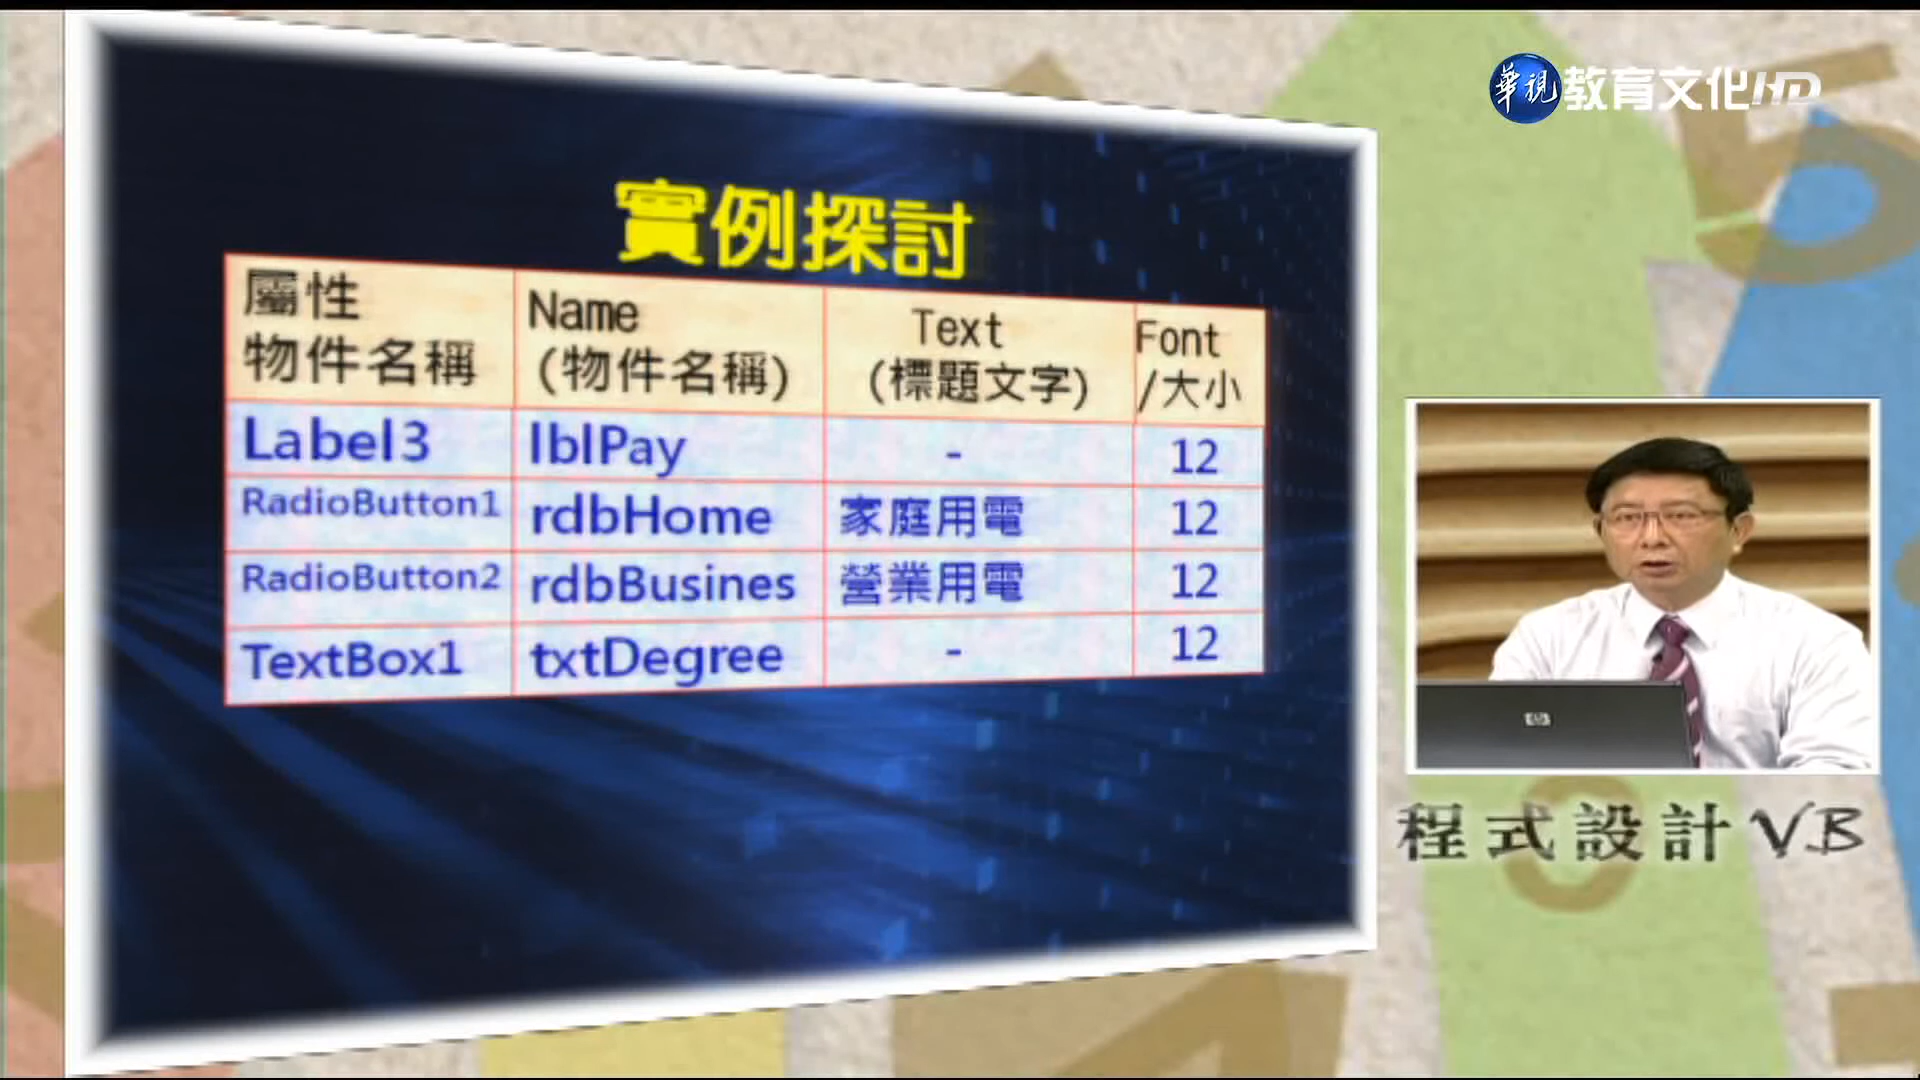 華視 教育文化HD
實例探討
屬性 物件名稱 Name (物件名稱) Text (標題文字) Font /大小
Label3 lblPay - 12
RadioButton1 rdbHome 家庭用電 12
RadioButton2 rdbBusines 營業用電 12
TextBox1 txtDegree - 12
hp
程式設計VB